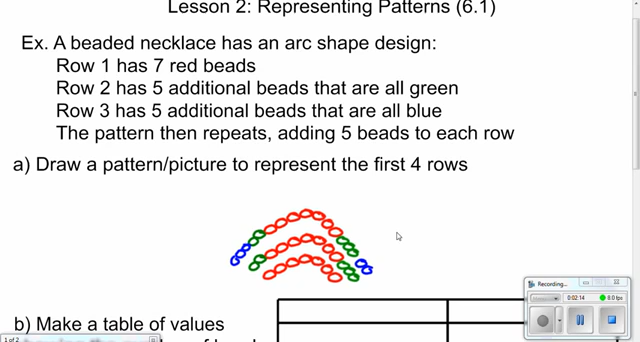 Lesson 2: Representing Patterns (6.1)
Ex. A beaded necklace has an arc shape design:
Row 1 has 7 red beads
Row 2 has 5 additional beads that are all green
Row 3 has 5 additional beads that are all blue
The pattern then repeats, adding 5 beads to each row
a) Draw a pattern/picture to represent the first 4 rows
Recording...
0:02:14
9.0 fps
b) Make a table of values
1 of 2